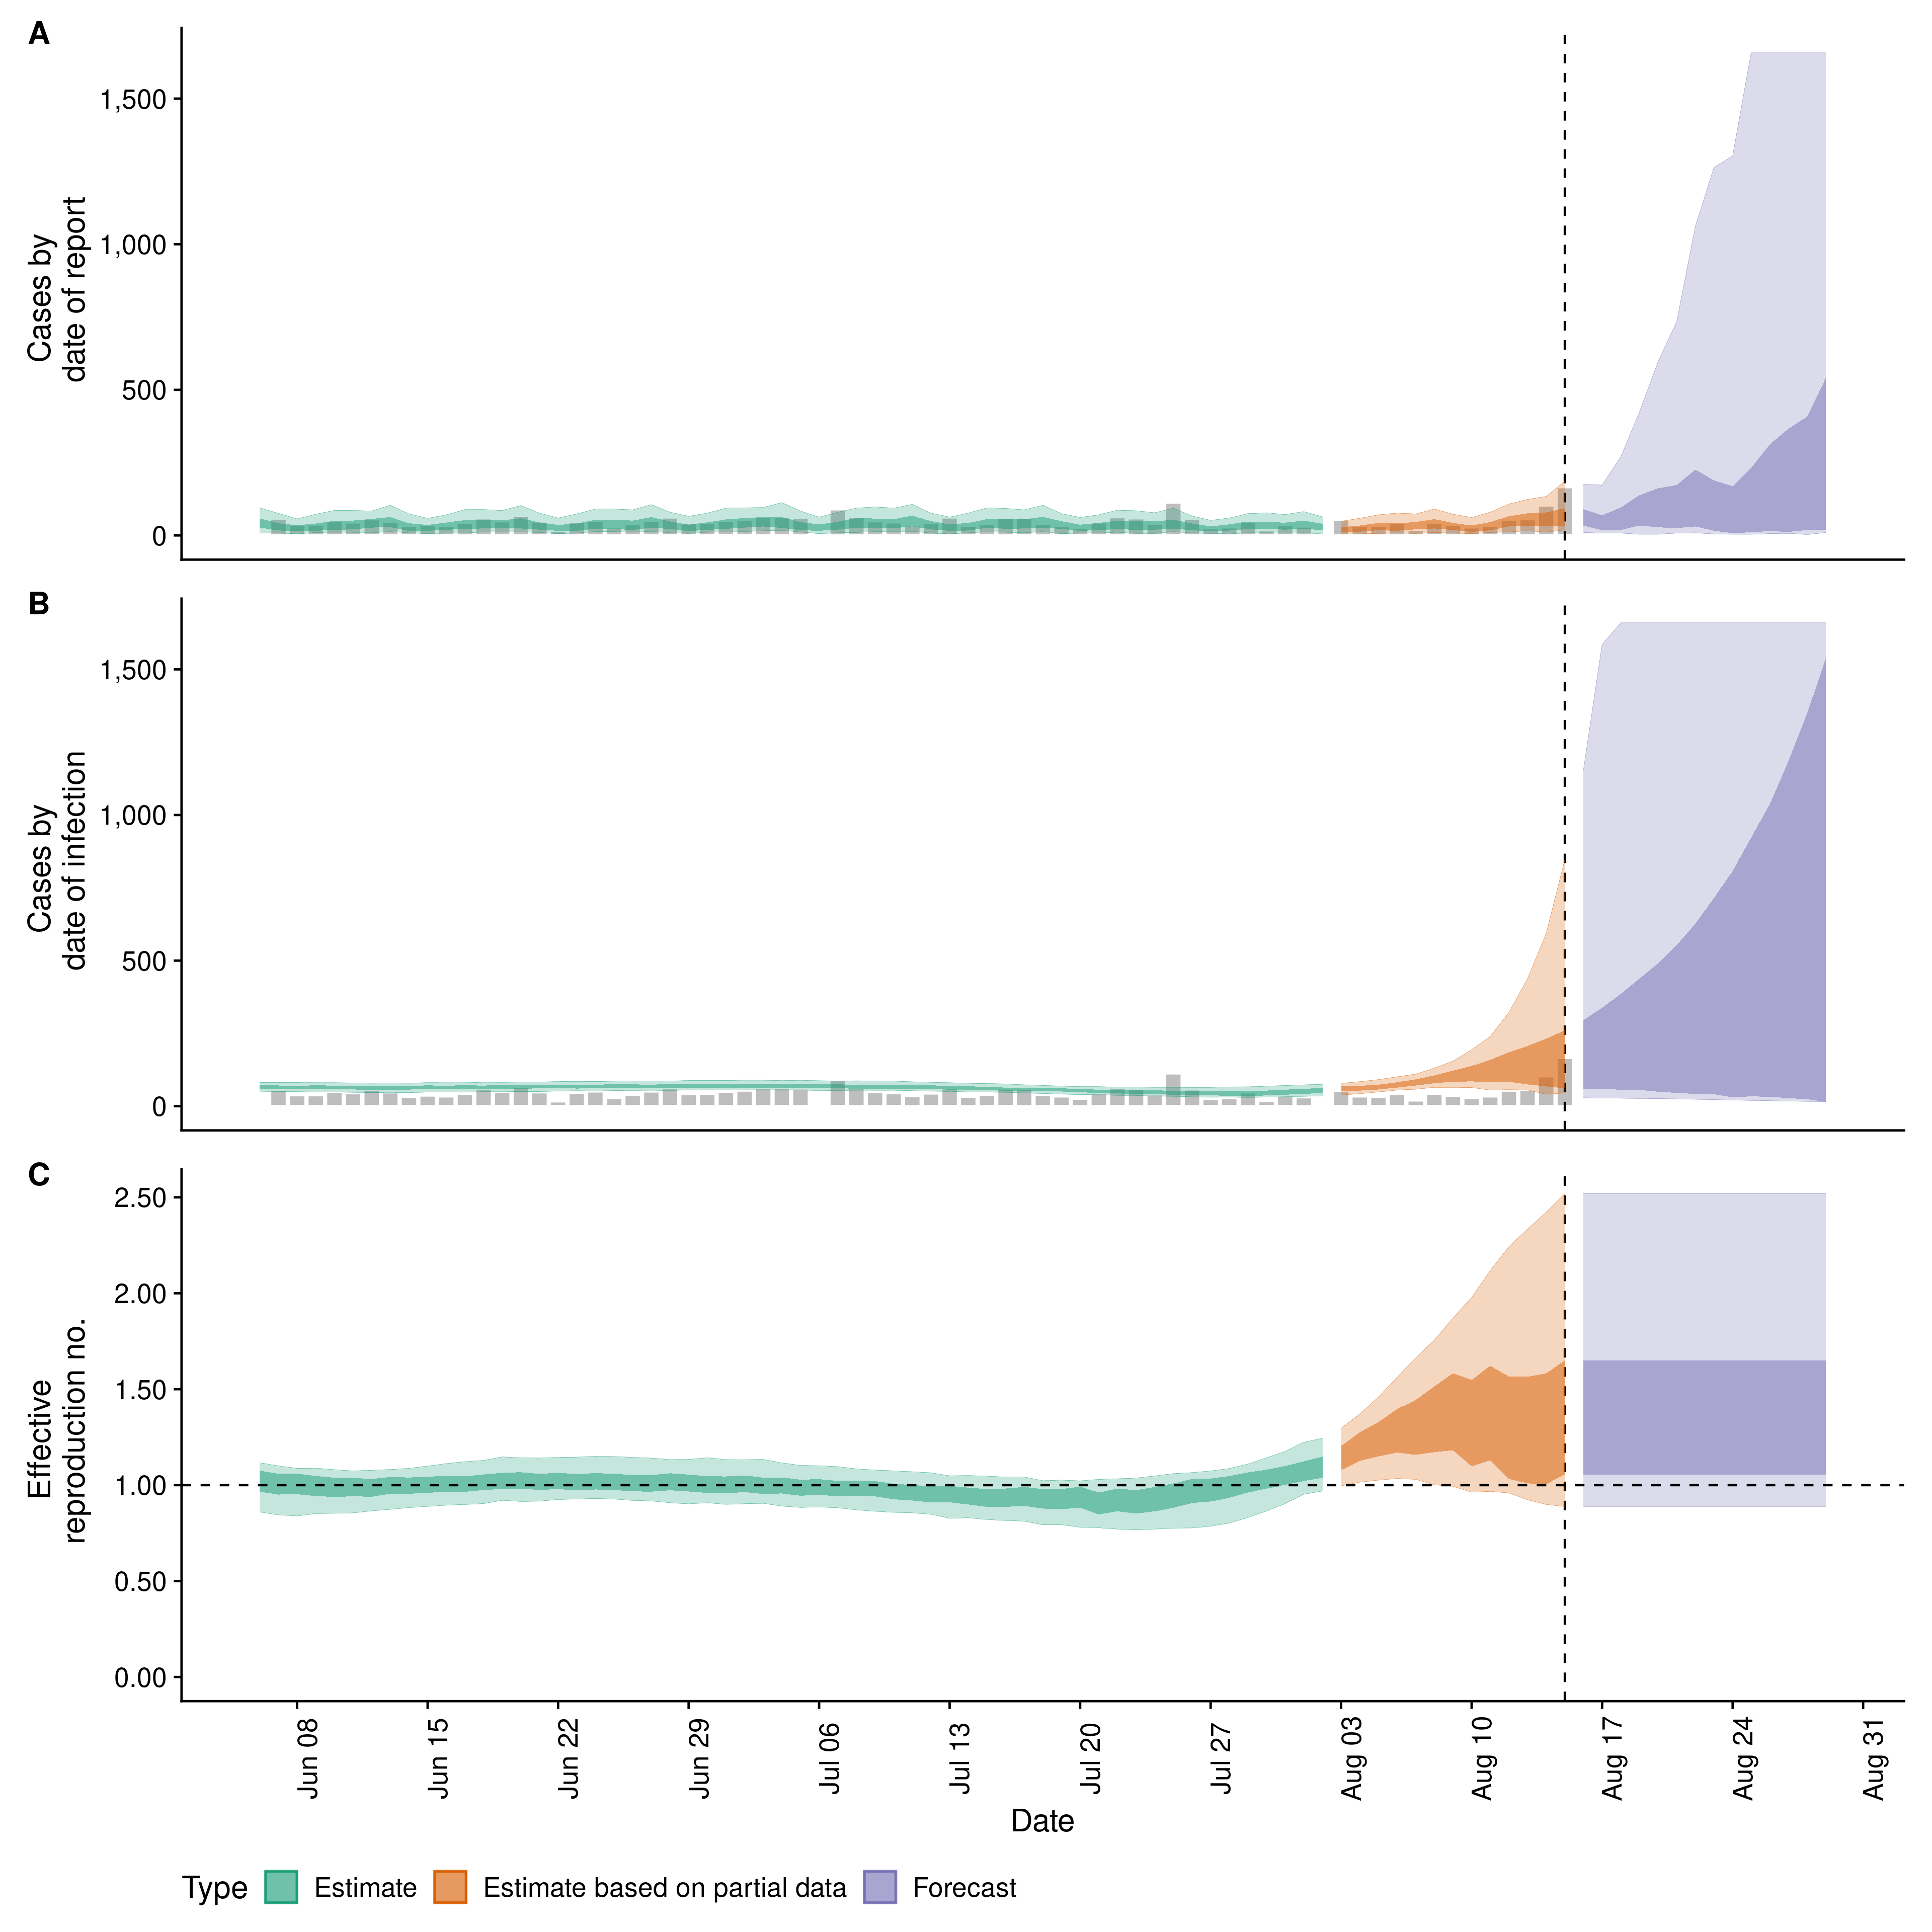 A
Cases by
date of report
1,500
1,000
500
0
B
Cases by
date of infection
1,500
1,000
500
0
C
Effective
reproduction no.
2.50
2.00
1.50
1.00
0.50
0.00
Jun 08
Jun 15
Jun 22
Jun 29
Jul 06
Jul 13
Jul 20
Jul 27
Aug 03
Aug 10
Aug 17
Aug 24
Aug 31
Date
Type Estimate Estimate based on partial data Forecast